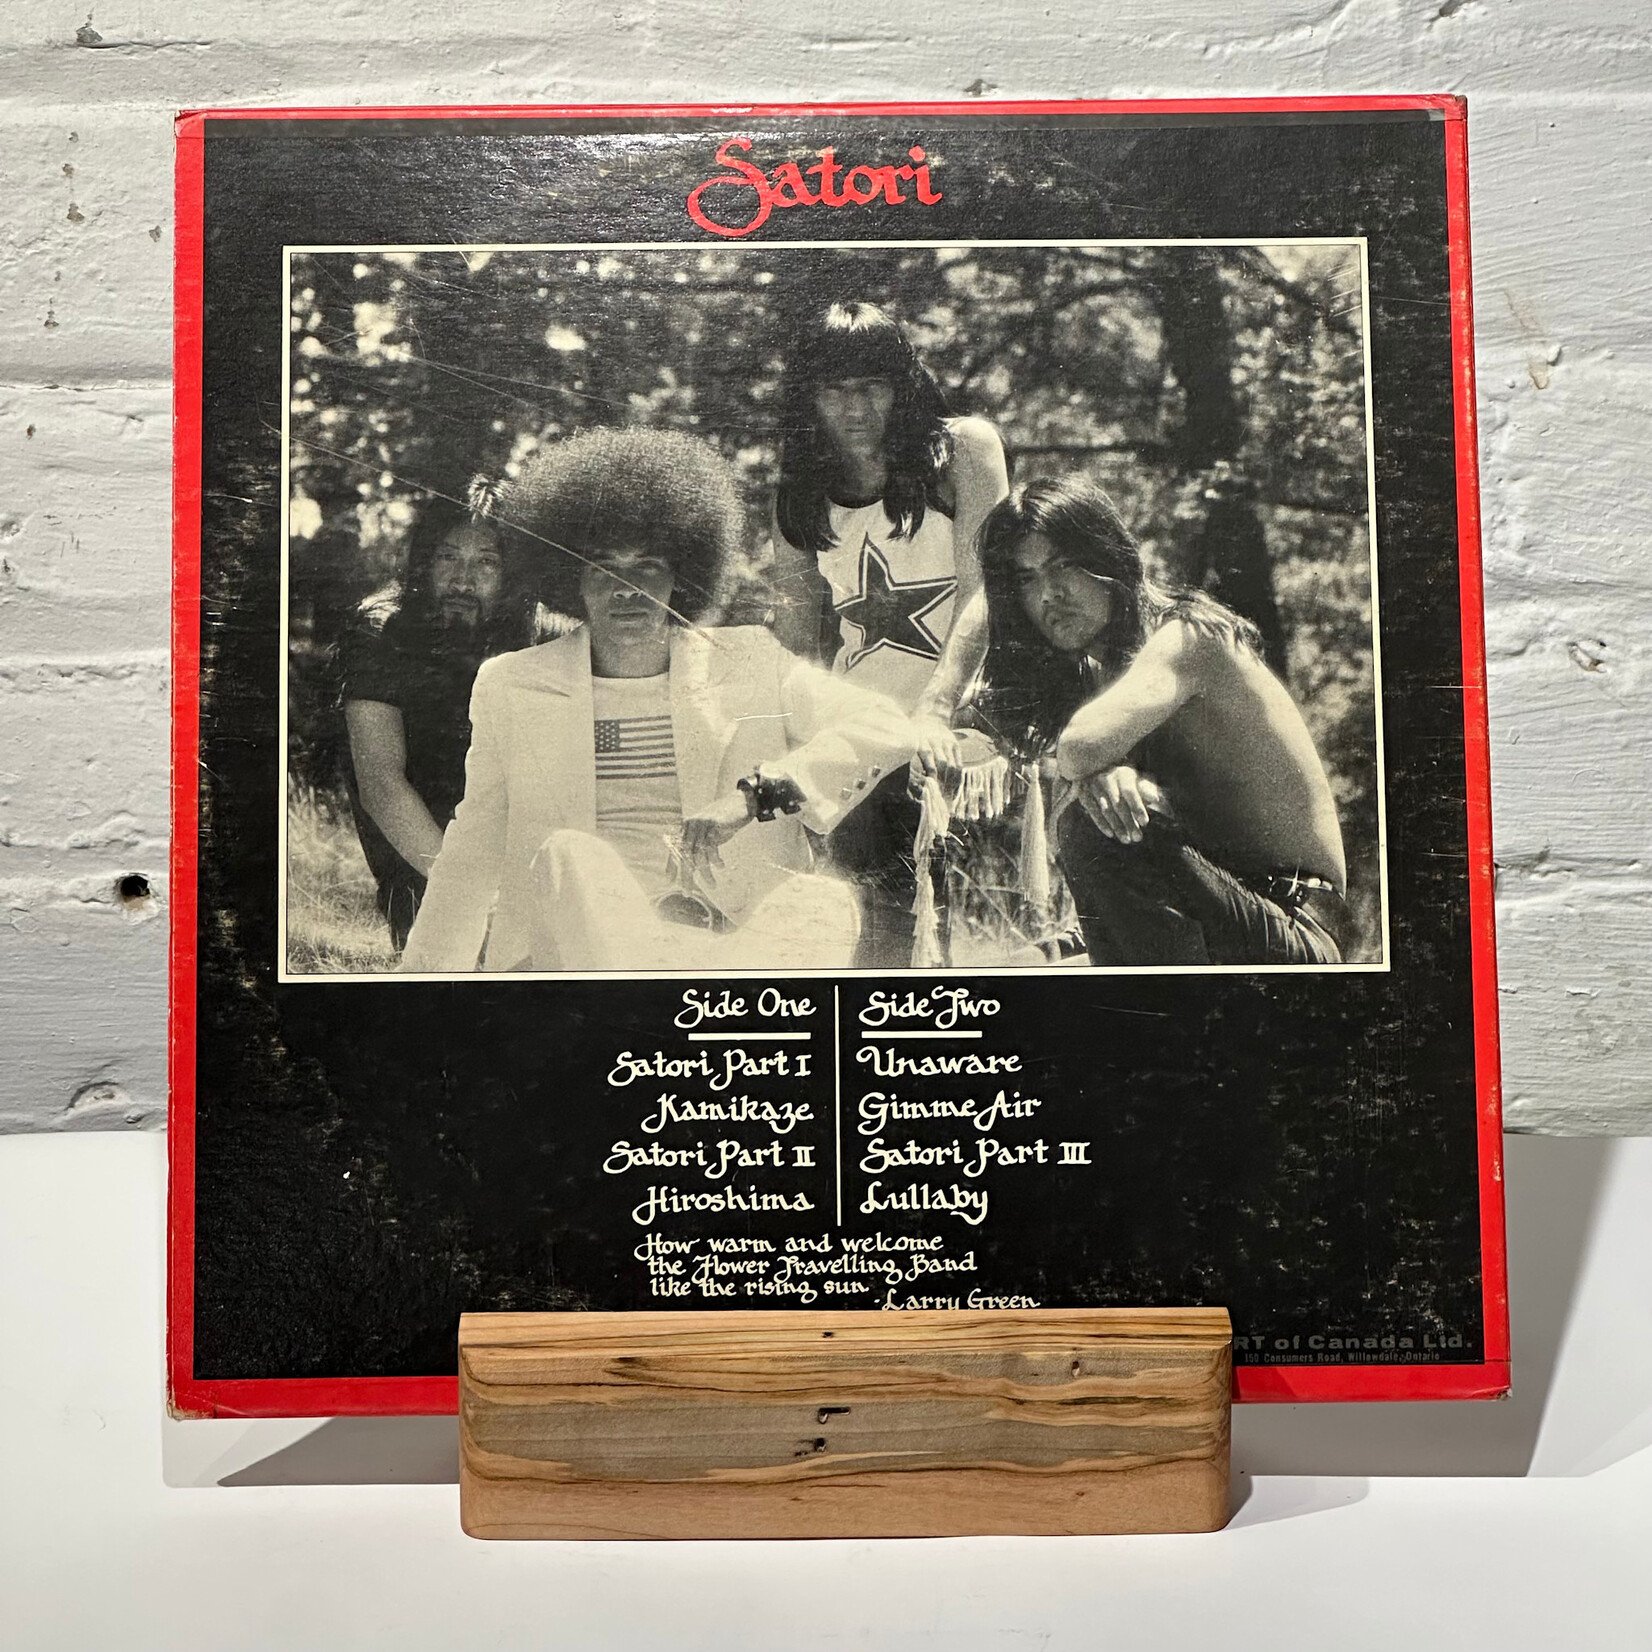 Satori
Side One
Satori Part I
Kamikaze
Satori Part II
Hiroshima
Side Two
Unaware
Gimme Air
Satori Part III
Lullaby
How warm and welcome
the Flower Travelling Band
like the rising sun.
-Larry Green
RT of Canada Ltd.
150 Consumers Road, Willowdale, Ontario